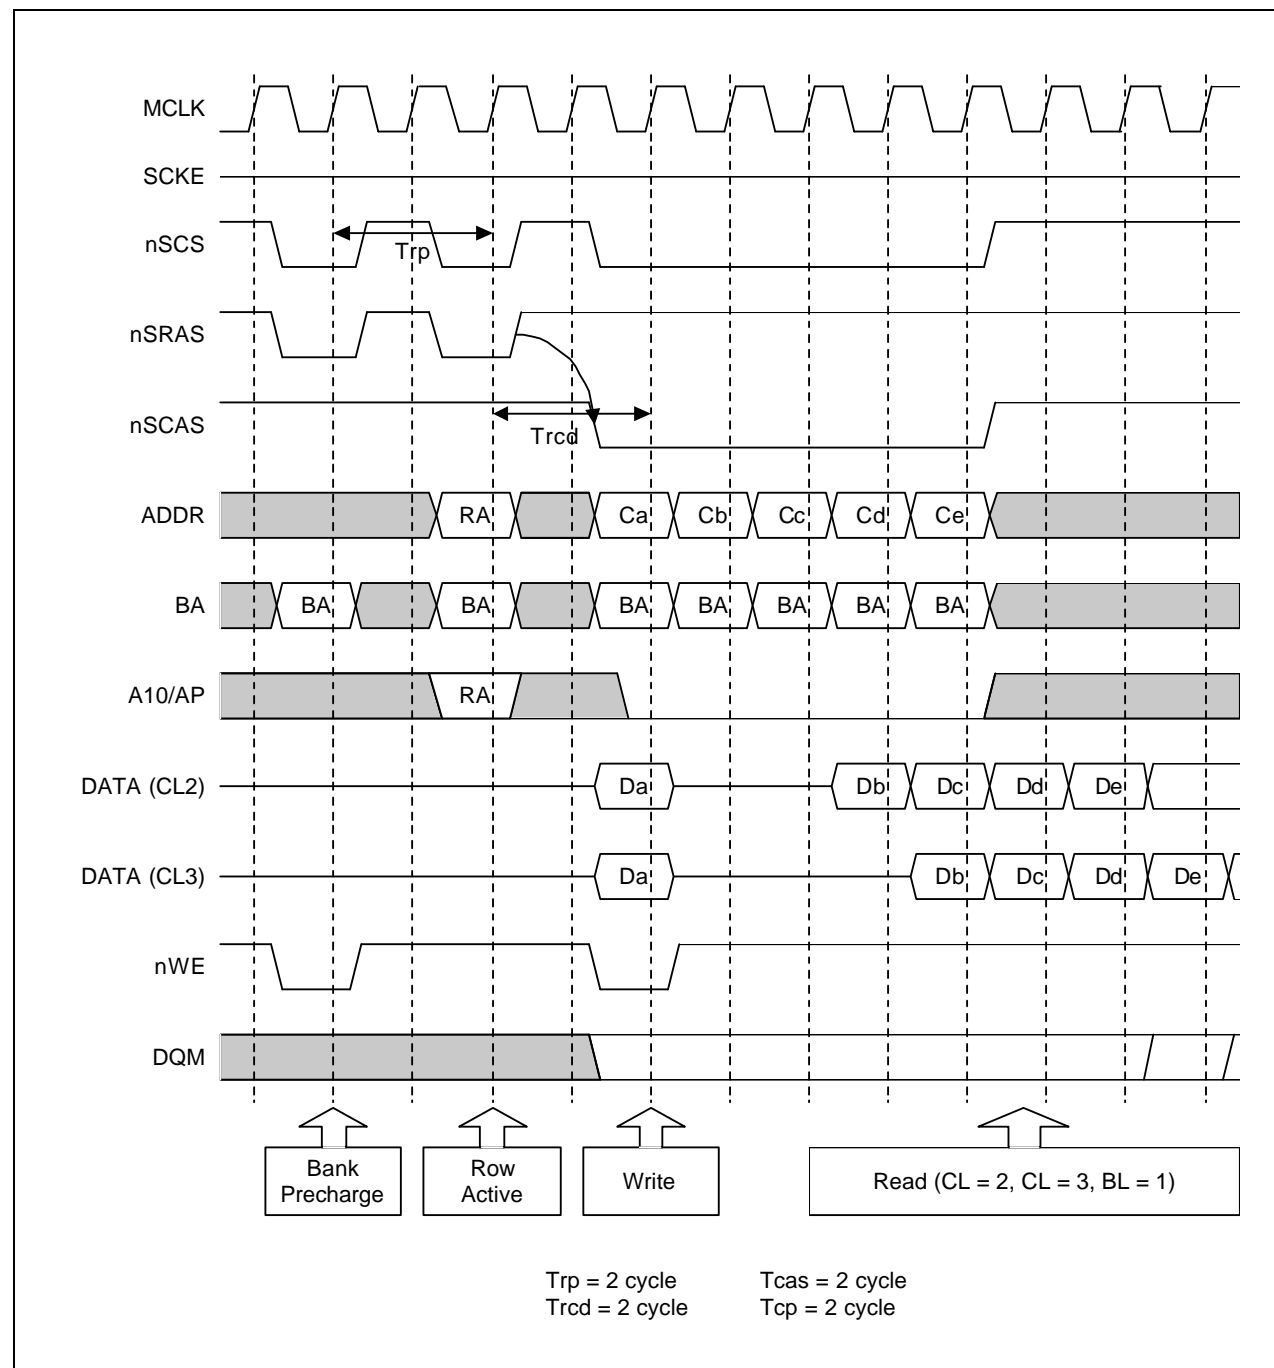 MCLK
SCKE
nSCS
Trp
nSRAS
nSCAS
Trcd
ADDR RA Ca Cb Cc Cd Ce
BA BA BA BA BA BA BA BA
A10/AP RA
DATA (CL2) Da Db Dc Dd De
DATA (CL3) Da Db Dc Dd De
nWE
DQM
Bank Precharge
Row Active
Write
Read (CL = 2, CL = 3, BL = 1)
Trp = 2 cycle Tcas = 2 cycle
Trcd = 2 cycle Tcp = 2 cycle